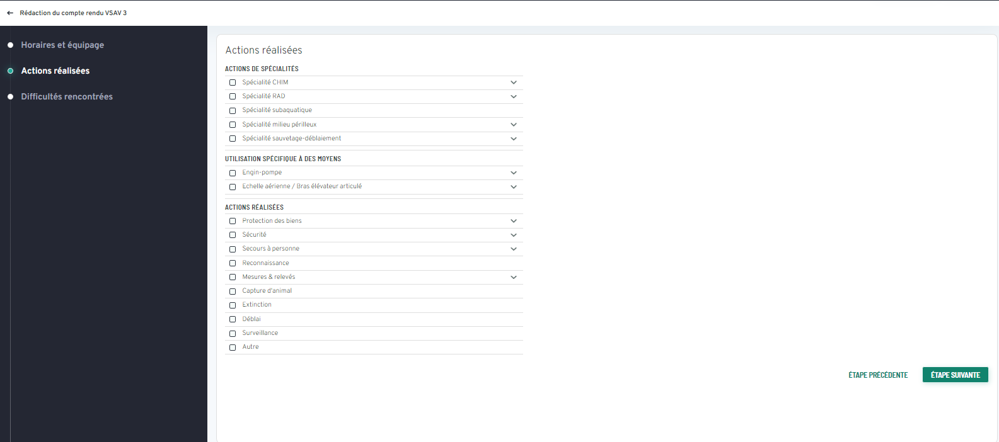 Rédaction du compte rendu VSAV 3
Horaires et équipage
Actions réalisées
Difficultés rencontrées
Actions réalisées
ACTIONS DE SPÉCIALITÉS
Spécialité CHIM
Spécialité RAD
Spécialité subaquatique
Spécialité milieu périlleux
Spécialité sauvetage-déblaiement
UTILISATION SPÉCIFIQUE À DES MOYENS
Engin-pompe
Echelle aérienne / Bras élévateur articulé
ACTIONS RÉALISÉES
Protection des biens
Sécurité
Secours à personne
Reconnaissance
Mesures & relevés
Capture d'animal
Extinction
Déblai
Surveillance
Autre
ÉTAPE PRÉCÉDENTE
ÉTAPE SUIVANTE